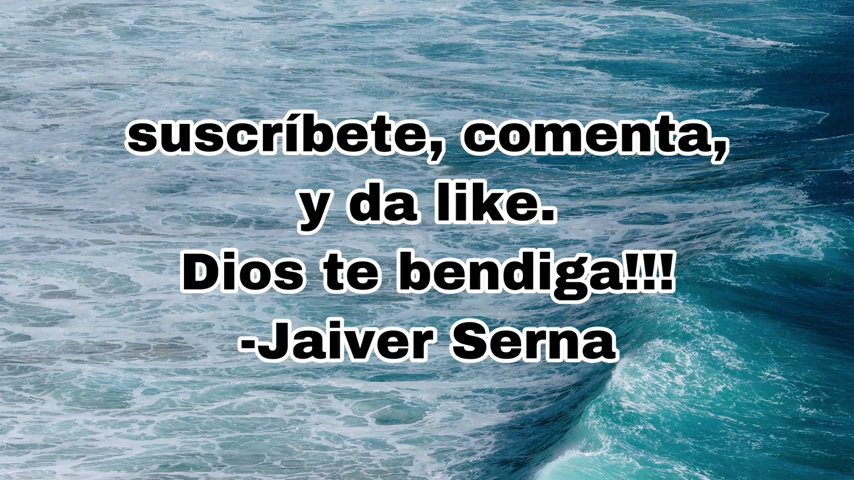 suscríbete, comenta,
y da like.
Dios te bendiga!!!
-Jaiver Serna